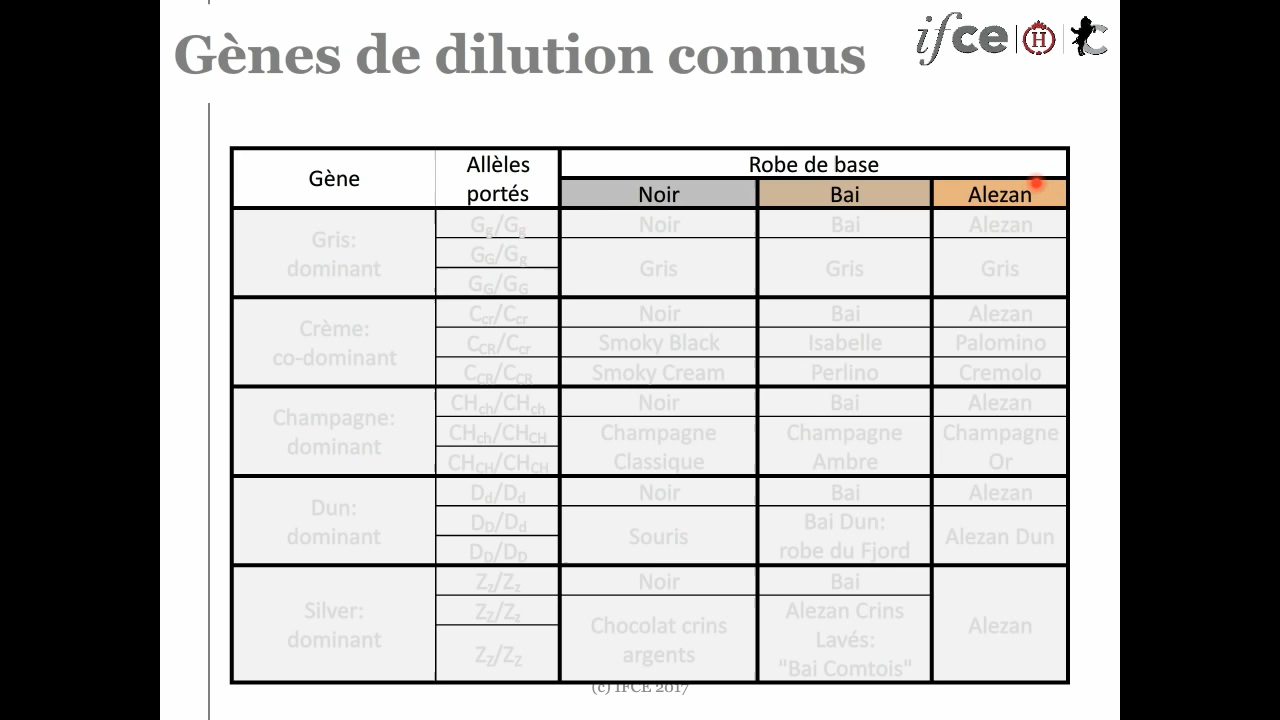 Gènes de dilution connus
ifce H C
Gène
Allèles
portés
Robe de base
Noir Bai Alezan
Gris:
dominant
Gg/Gg Noir Bai Alezan
GG/Gg
GG/GG
Gris Gris Gris
Crème:
co-dominant
Ccr/Ccr Noir Bai Alezan
CCR/Ccr Smoky Black Isabelle Palomino
CCR/CCR Smoky Cream Perlino Cremolo
Champagne:
dominant
CHch/CHch Noir Bai Alezan
CHch/CHCH
CHCH/CHCH
Champagne
Classique
Champagne
Ambre
Champagne
Or
Dun:
dominant
Dd/Dd Noir Bai Alezan
DD/Dd
DD/DD
Souris
Bai Dun:
robe du Fjord
Alezan Dun
Silver:
dominant
Zz/Zz Noir Bai
ZZ/Zz
ZZ/ZZ
Chocolat crins
argents
Alezan Crins
Lavés:
"Bai Comtois"
Alezan
(c) IFCE 2017